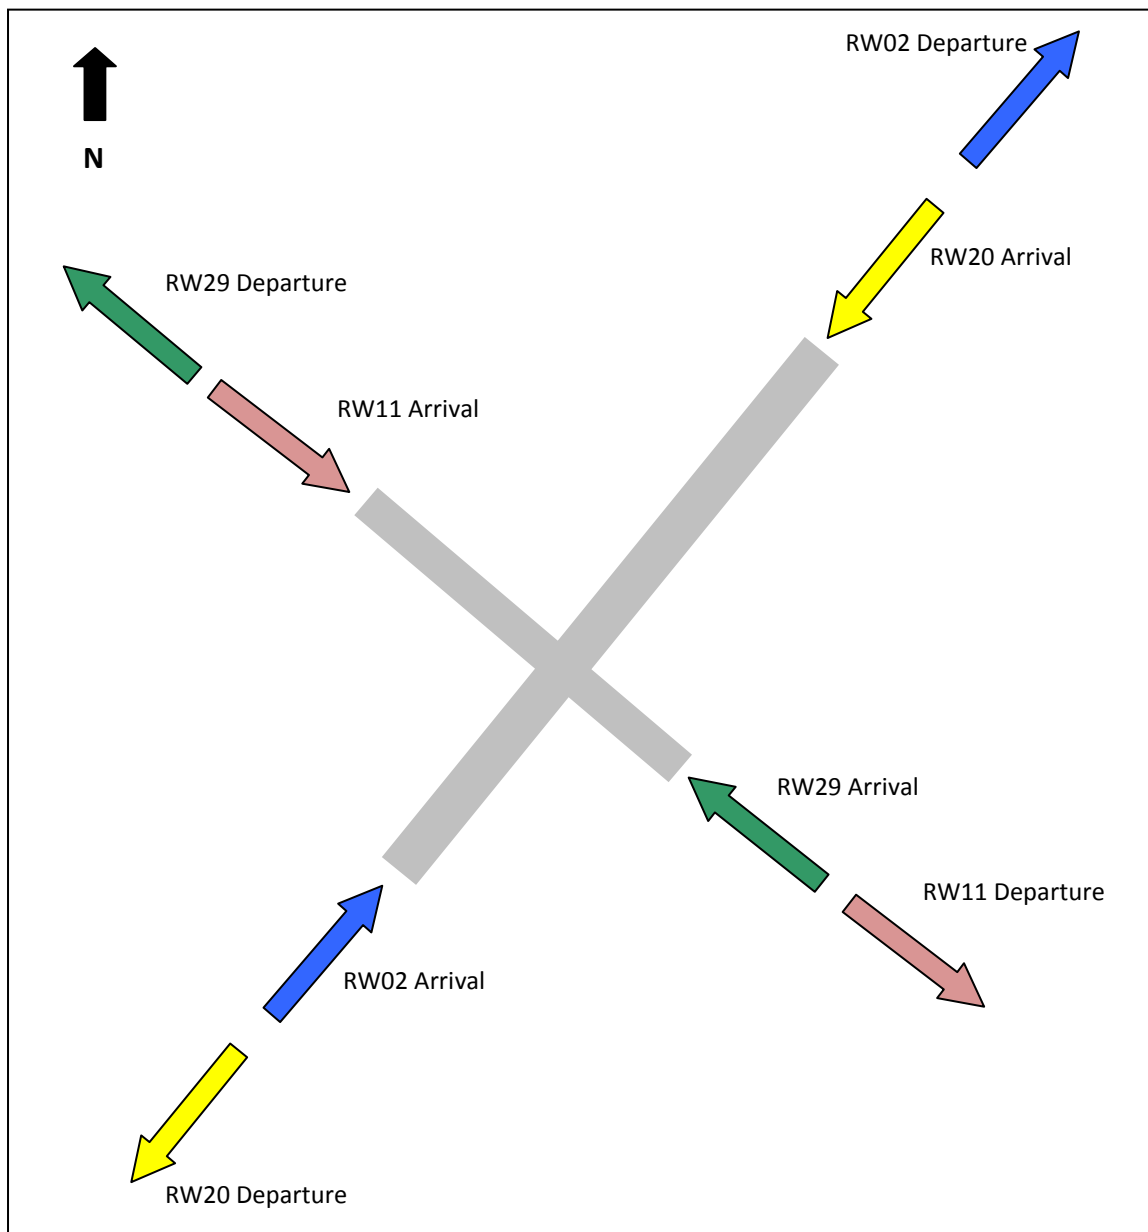 RW02 Departure
N
RW20 Arrival
RW29 Departure
RW11 Arrival
RW29 Arrival
RW11 Departure
RW02 Arrival
RW20 Departure